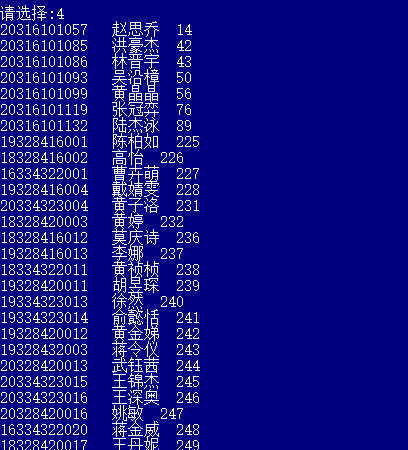 请选择:4
20316101057 赵思乔 14
20316101085 洪豪杰 42
20316101086 林晋宇 43
20316101093 吴沿樟 50
20316101099 黄晶晶 56
20316101119 张冠弈 76
20316101132 陆杰泳 89
19328416001 陈柏如 225
18328416002 高怡 226
16334322001 曹卉萌 227
19328416004 戴婧雯 228
20334323004 黄子洛 231
18328420003 黄婷 232
18328416012 莫庆诗 236
19328416013 李娜 237
18334322011 黄祯桢 238
19328420011 胡昱琛 239
19334323013 徐然 240
19334323014 俞懿恬 241
19328420012 黄金娣 242
19328432003 蒋令仪 243
20328420013 武钰茜 244
20334323015 王锦杰 245
20334323016 王深奥 246
20328420016 姚敏 247
16334322020 蒋金威 248
18328420017 王丹妮 249